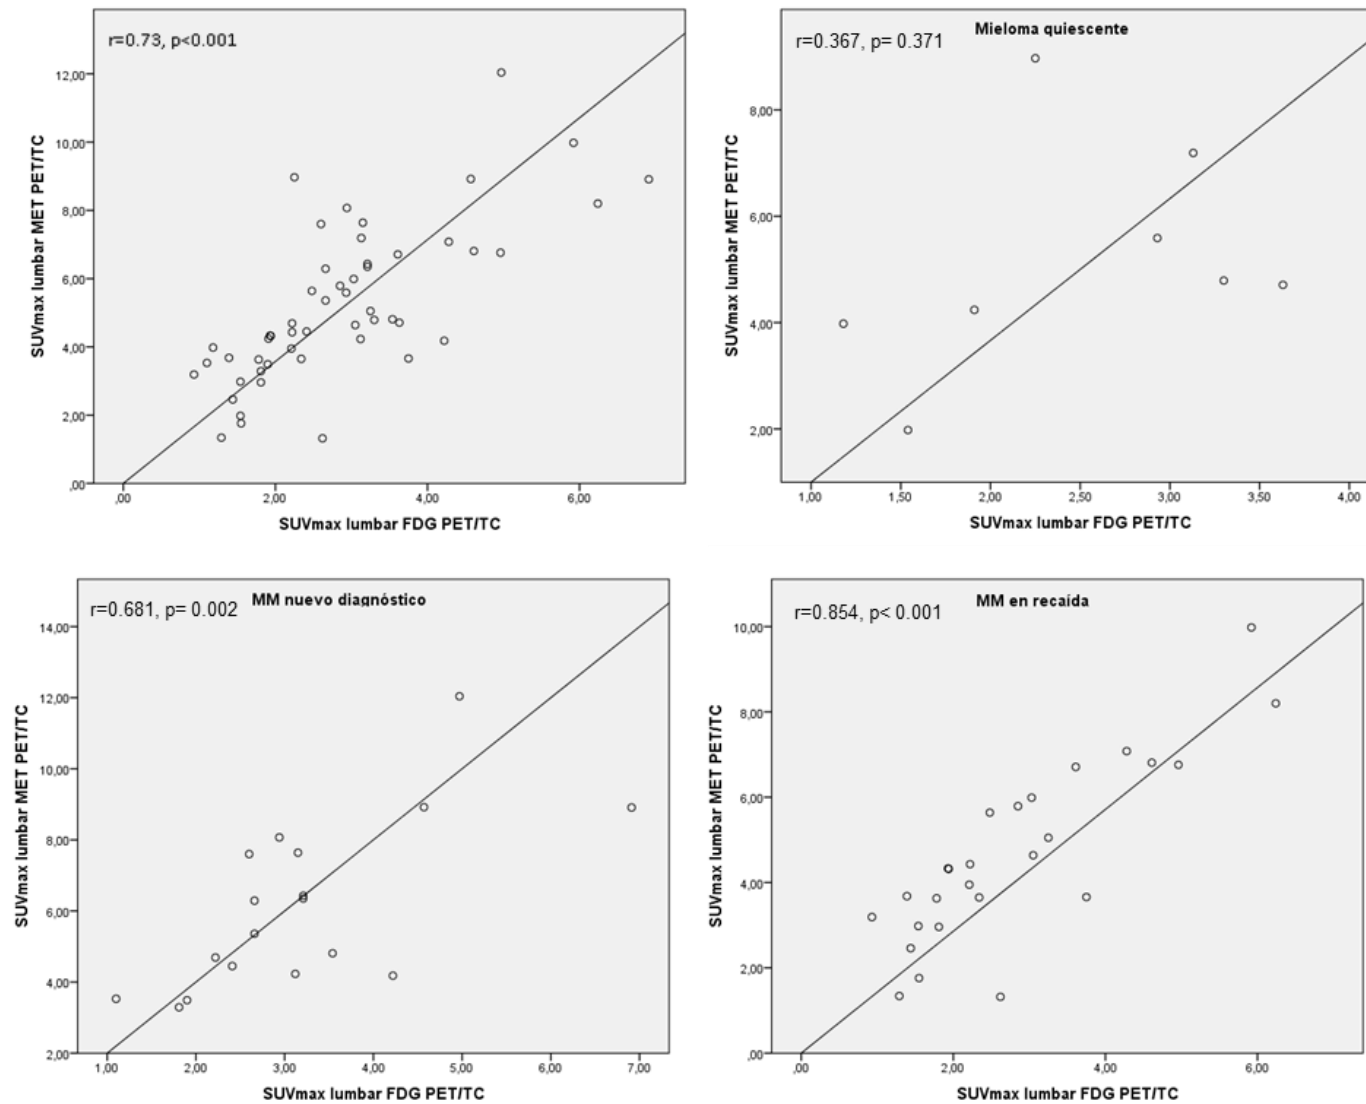 r=0.73, p<0.001
12,00
10,00
8,00
6,00
4,00
2,00
,00
SUVmax lumbar MET PET/TC
,00 2,00 4,00 6,00
SUVmax lumbar FDG PET/TC
Mieloma quiescente
r=0.367, p= 0.371
8,00
6,00
4,00
2,00
SUVmax lumbar MET PET/TC
1,00 1,50 2,00 2,50 3,00 3,50 4,00
SUVmax lumbar FDG PET/TC
MM nuevo diagnóstico
r=0.681, p= 0.002
14,00
12,00
10,00
8,00
6,00
4,00
2,00
SUVmax lumbar MET PET/TC
1,00 2,00 3,00 4,00 5,00 6,00 7,00
SUVmax lumbar FDG PET/TC
MM en recaída
r=0.854, p< 0.001
10,00
8,00
6,00
4,00
2,00
,00
SUVmax lumbar MET PET/TC
,00 2,00 4,00 6,00
SUVmax lumbar FDG PET/TC